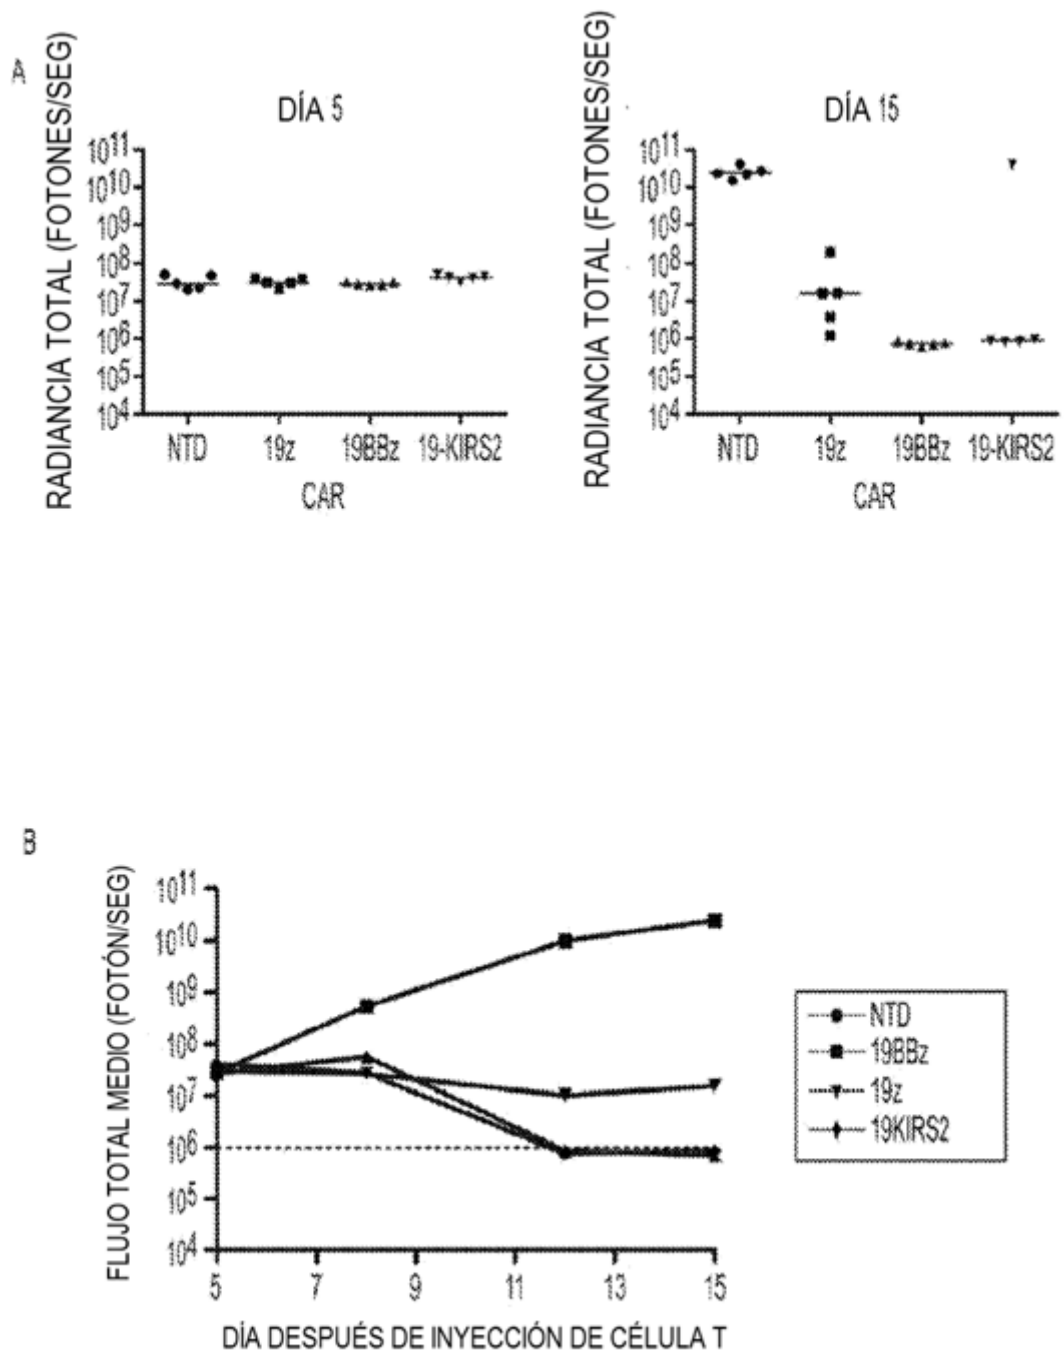 A
RADIANCIA TOTAL (FOTONES/SEG)
DÍA 5
10¹¹
10¹⁰
10⁹
10⁸
10⁷
10⁶
10⁵
10⁴
NTD 19z 19BBz 19-KIRS2
CAR
RADIANCIA TOTAL (FOTONES/SEG)
DÍA 15
10¹¹
10¹⁰
10⁹
10⁸
10⁷
10⁶
10⁵
10⁴
NTD 19z 19BBz 19-KIRS2
CAR
B
FLUJO TOTAL MEDIO (FOTÓN/SEG)
10¹¹
10¹⁰
10⁹
10⁸
10⁷
10⁶
10⁵
10⁴
5 7 9 11 13 15
DÍA DESPUÉS DE INYECCIÓN DE CÉLULA T
NTD
19BBz
19z
19KIRS2